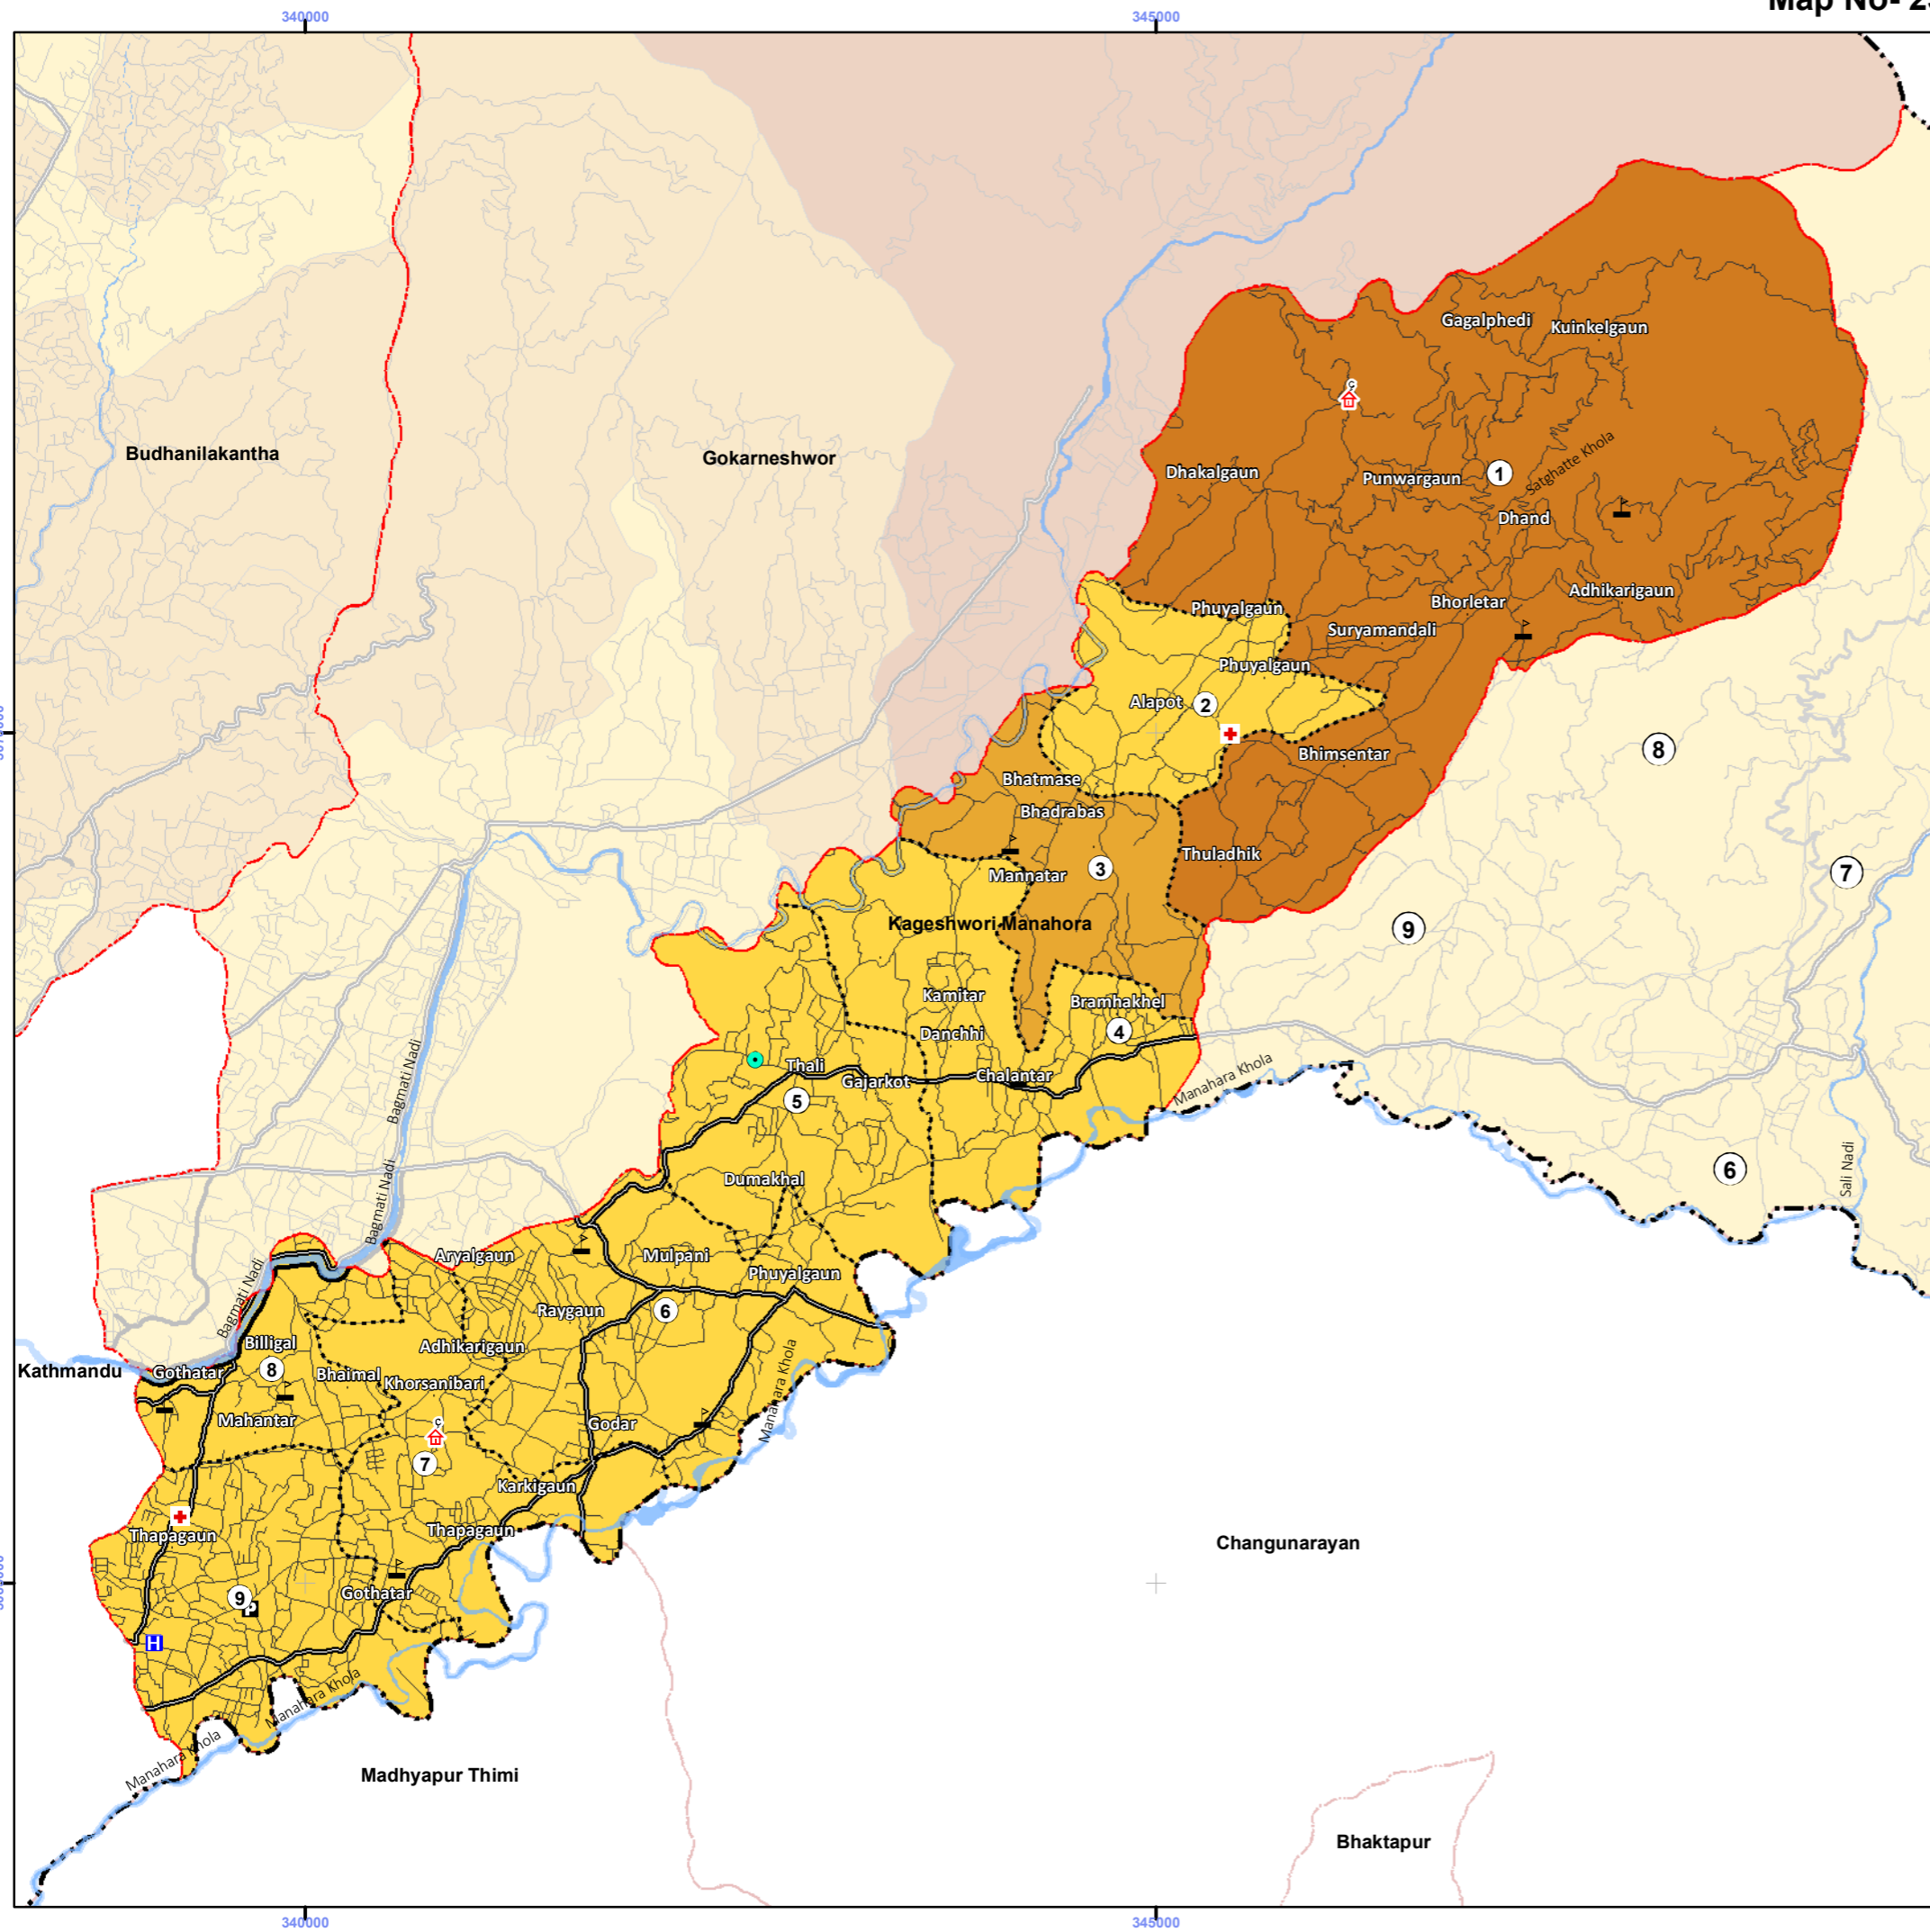 340000
345000
Gagalphedi
Kuinkelgaun
Budhanilakantha
Gokarneshwor
Dhakalgaun
Punwargaun
1
Satghatte Khola
Dhand
Adhikarigaun
Bhorletar
Phuyalgaun
Suryamandali
Phuyalgaun
Alapot
2
Bhimsentar
8
Bhatmase
Bhadrabas
Thuladhik
3
7
Mannatar
Kageshwori-Manahora
9
Kamitar
Bramhakhel
4
Danchhi
Bagmati Nadi
Thali
Gajarkot
Chalantar
Manahara Khola
5
6
Sali Nadi
Dumakhal
Bagmati Nadi
Aryalgaun
Mulpani
Phuyalgaun
Bagmati Nadi
Raygaun
6
Billigal
Adhikarigaun
Kathmandu
Gothatar
8
Bhaimal
Khorsanibari
Manahara Khola
Mahantar
Godar
7
Karkigaun
Thapagaun
Thapagaun
Changunarayan
Gothatar
9
P
H
Manahara Khola
Manahara Khola
Madhyapur Thimi
Bhaktapur
340000
345000